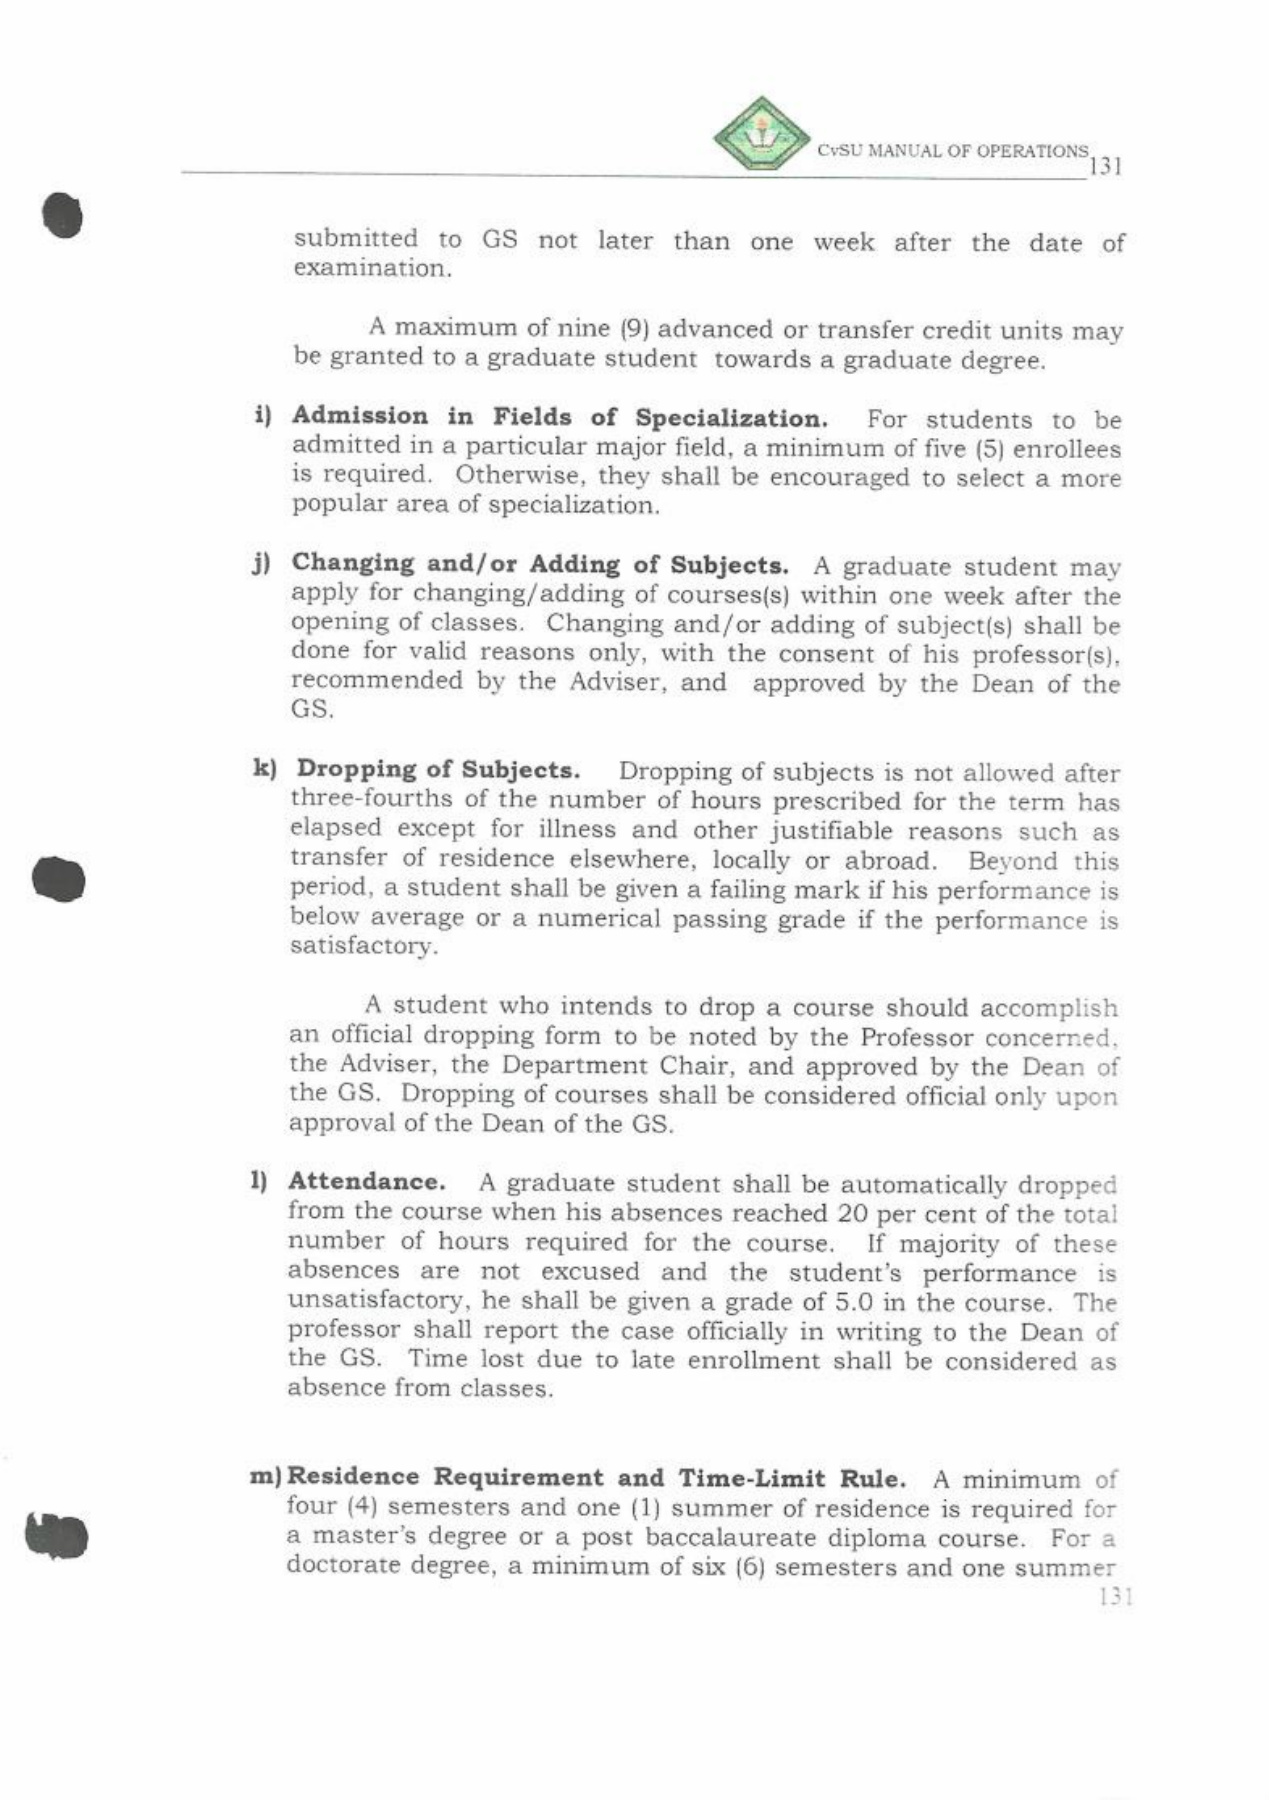 CvSU MANUAL OF OPERATIONS
131
submitted to GS not later than one week after the date of
examination.
A maximum of nine (9) advanced or transfer credit units may
be granted to a graduate student towards a graduate degree.
i) Admission in Fields of Specialization. For students to be
admitted in a particular major field, a minimum of five (5) enrollees
is required. Otherwise, they shall be encouraged to select a more
popular area of specialization.
j) Changing and/or Adding of Subjects. A graduate student may
apply for changing/adding of courses(s) within one week after the
opening of classes. Changing and/or adding of subject(s) shall be
done for valid reasons only, with the consent of his professor(s),
recommended by the Adviser, and approved by the Dean of the
GS.
k) Dropping of Subjects. Dropping of subjects is not allowed after
three-fourths of the number of hours prescribed for the term has
elapsed except for illness and other justifiable reasons such as
transfer of residence elsewhere, locally or abroad. Beyond this
period, a student shall be given a failing mark if his performance is
below average or a numerical passing grade if the performance is
satisfactory.
A student who intends to drop a course should accomplish
an official dropping form to be noted by the Professor concerned,
the Adviser, the Department Chair, and approved by the Dean of
the GS. Dropping of courses shall be considered official only upon
approval of the Dean of the GS.
l) Attendance. A graduate student shall be automatically dropped
from the course when his absences reached 20 per cent of the total
number of hours required for the course. If majority of these
absences are not excused and the student's performance is
unsatisfactory, he shall be given a grade of 5.0 in the course. The
professor shall report the case officially in writing to the Dean of
the GS. Time lost due to late enrollment shall be considered as
absence from classes.
m) Residence Requirement and Time-Limit Rule. A minimum of
four (4) semesters and one (1) summer of residence is required for
a master's degree or a post baccalaureate diploma course. For a
doctorate degree, a minimum of six (6) semesters and one summer
131